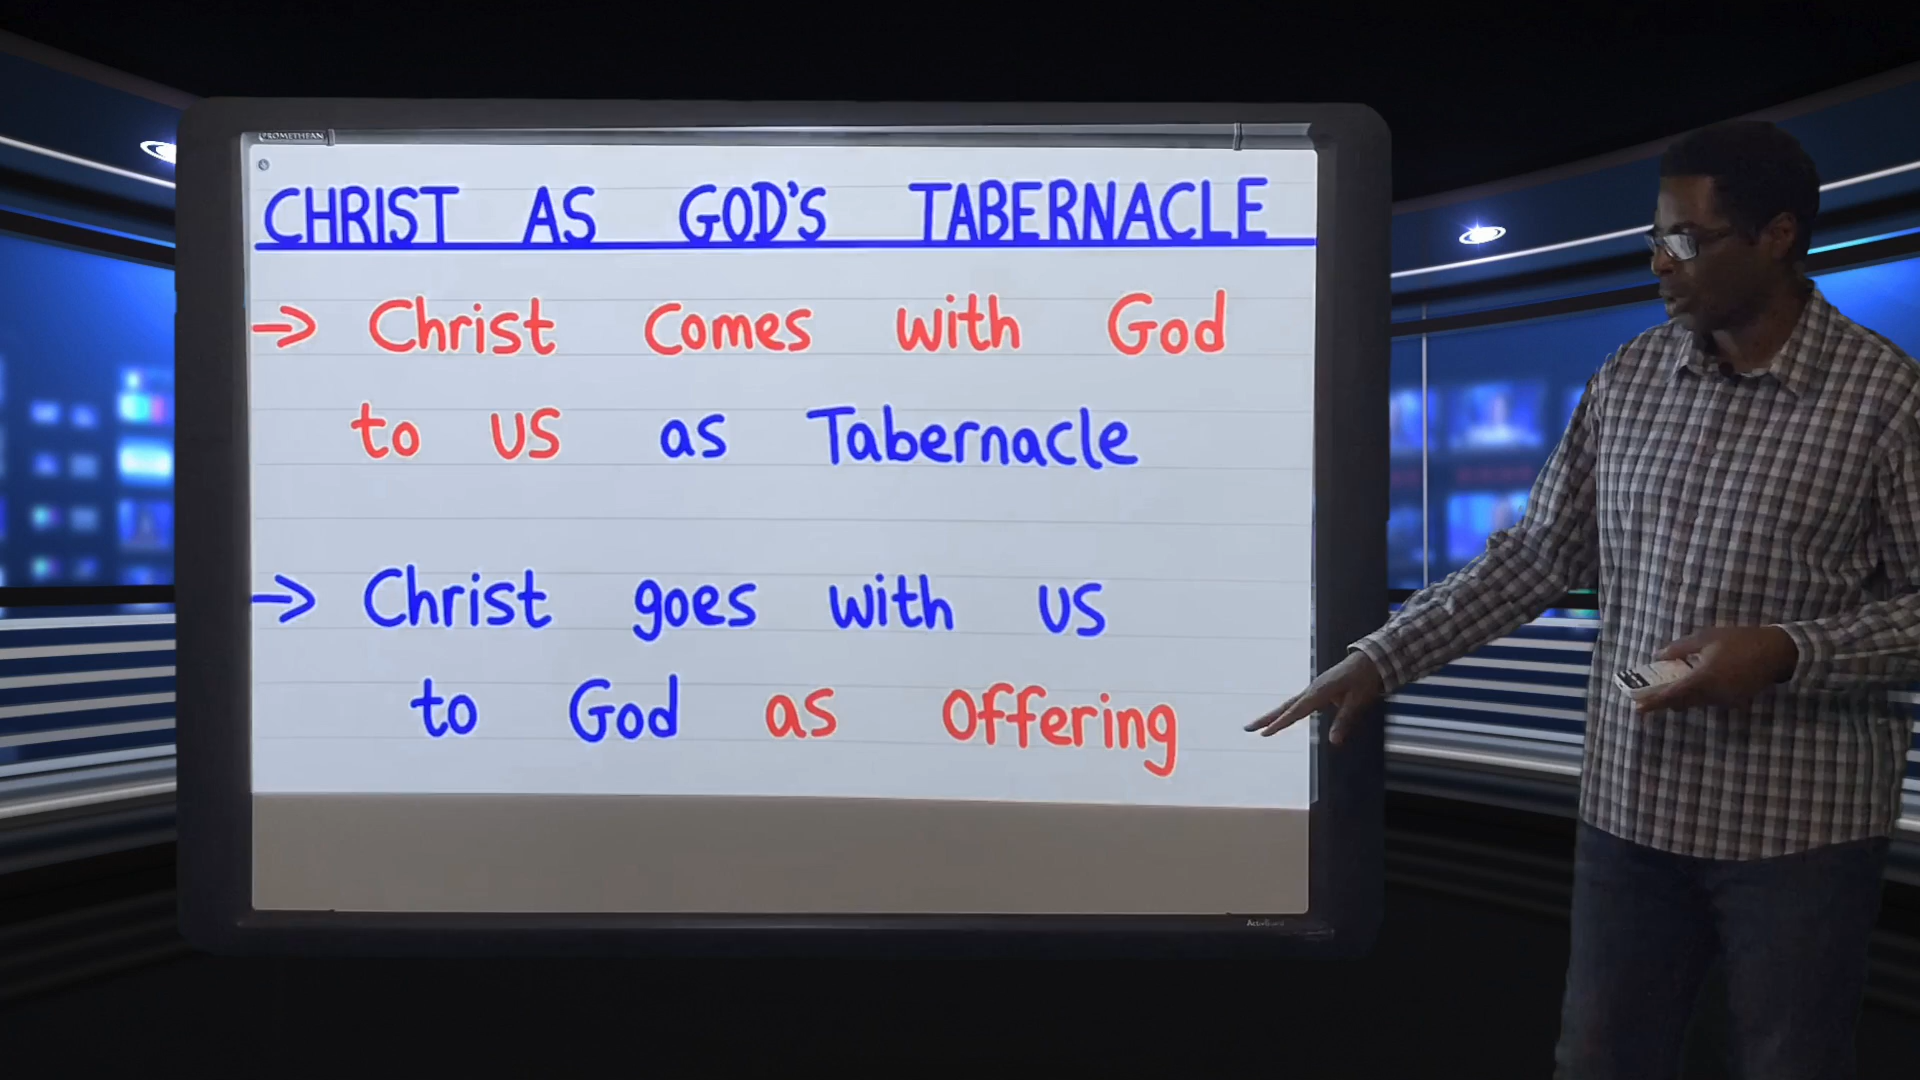 PROMETHEAN
CHRIST AS GOD'S TABERNACLE
-> Christ Comes with God
to us as Tabernacle
-> Christ goes with us
to God as Offering